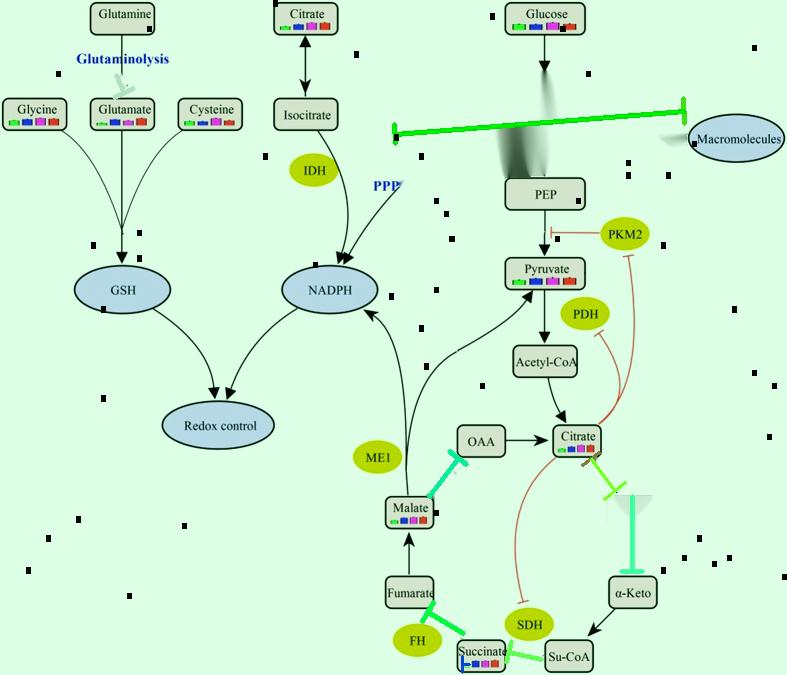 Glutamine
Citrate
Glucose
Glutaminolysis
Glycine
Glutamate
Cysteine
Isocitrate
Macromolecules
IDH
PPP
PEP
PKM2
Pyruvate
GSH
NADPH
PDH
Acetyl-CoA
Redox control
OAA
Citrate
ME1
Malate
Fumarate
α-Keto
SDH
FH
Succinate
Su-CoA